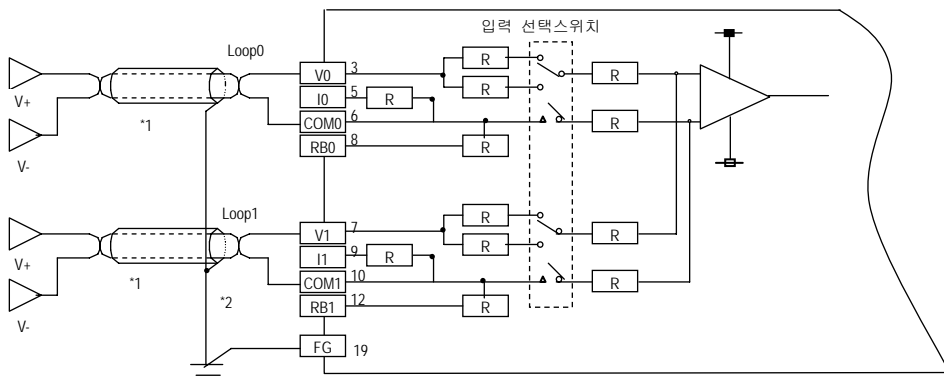 입력 선택스위치
Loop0
V+
V-
*1
V0 3
I0 5
COM0 6
RB0 8
R
R
R
R
R
R
Loop1
V+
V-
*1
*2
V1 7
I1 9
COM1 10
RB1 12
FG 19
R
R
R
R
R
R